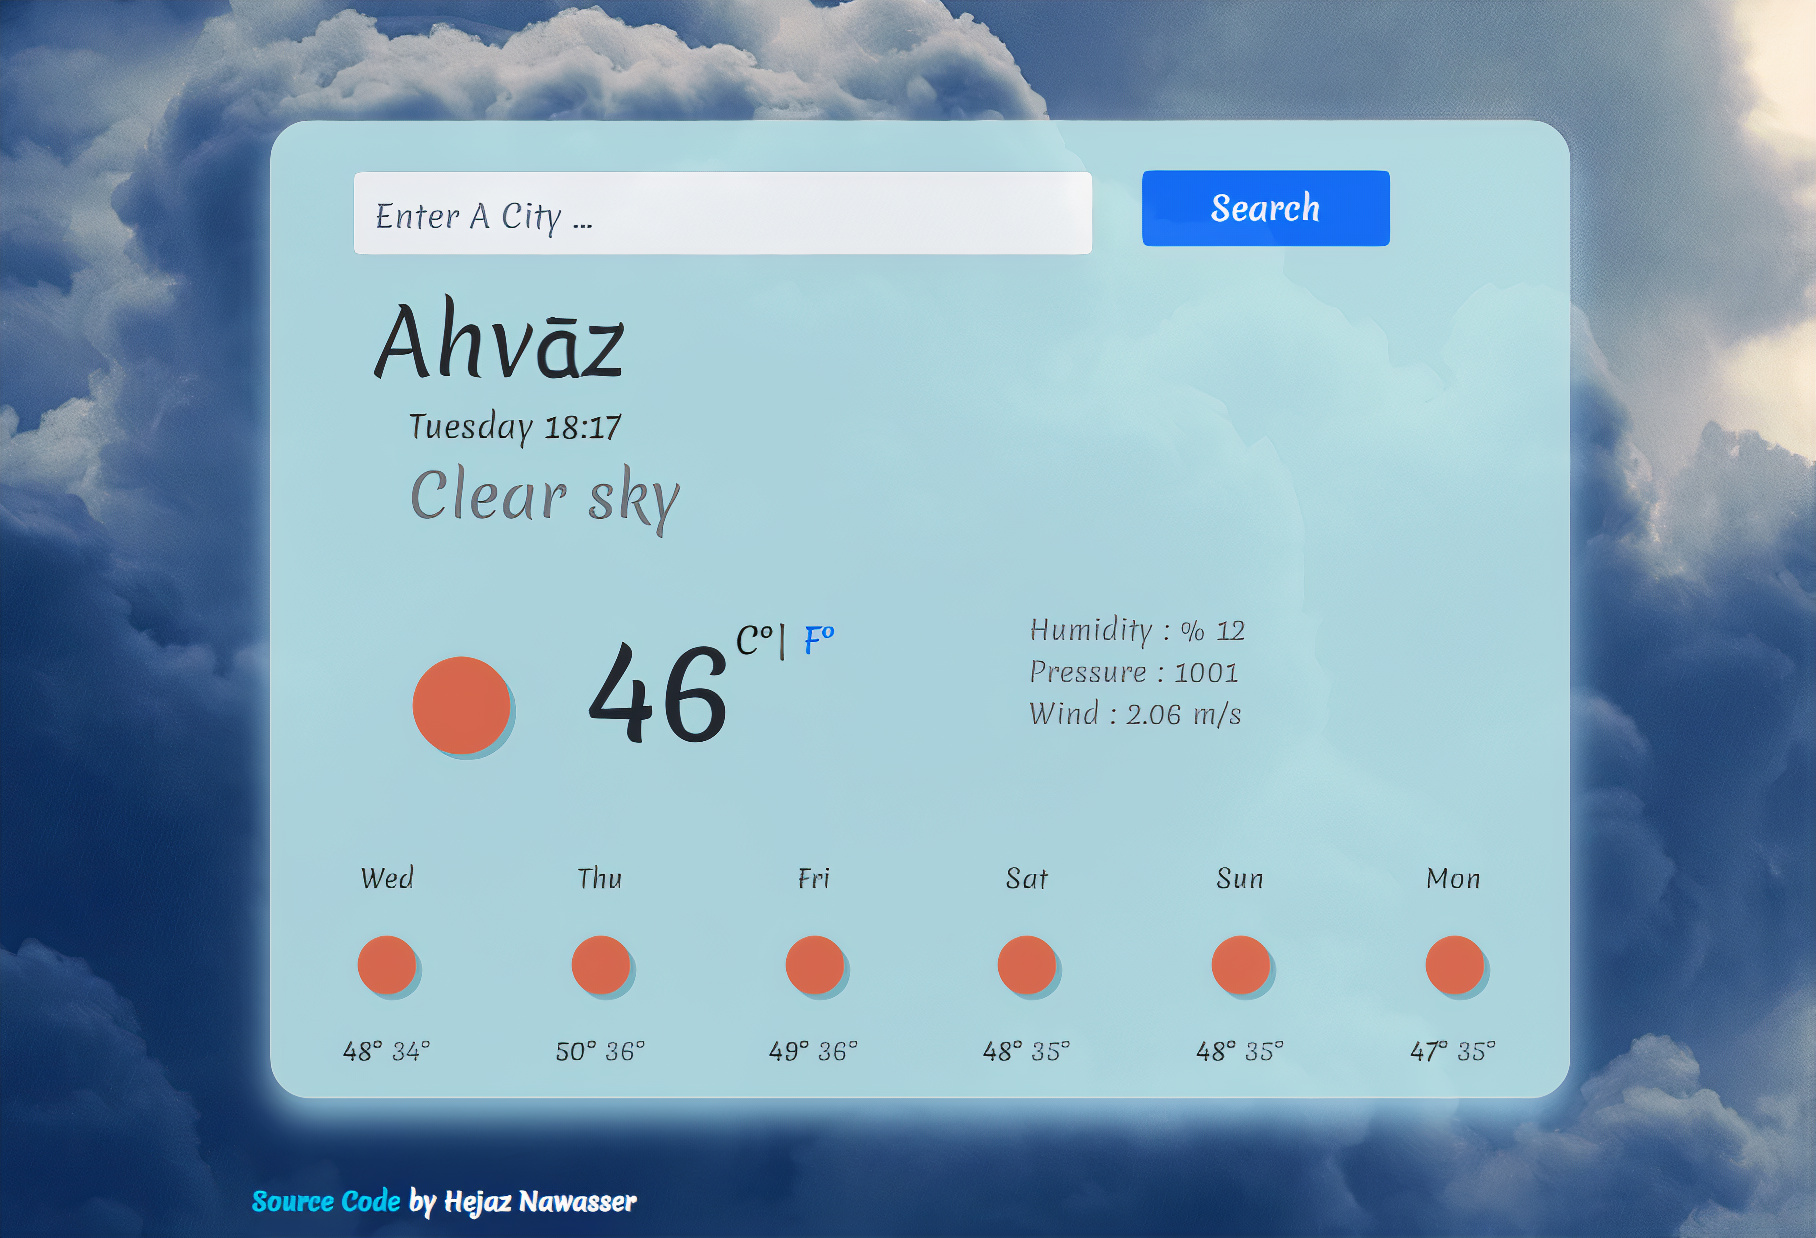 Enter A City ...
Search
Ahvāz
Tuesday 18:17
Clear sky
46 C°| F°
Humidity : % 12
Pressure : 1001
Wind : 2.06 m/s
Wed Thu Fri Sat Sun Mon
48° 34° 50° 36° 49° 36° 48° 35° 48° 35° 47° 35°
Source Code by Hejaz Nawasser